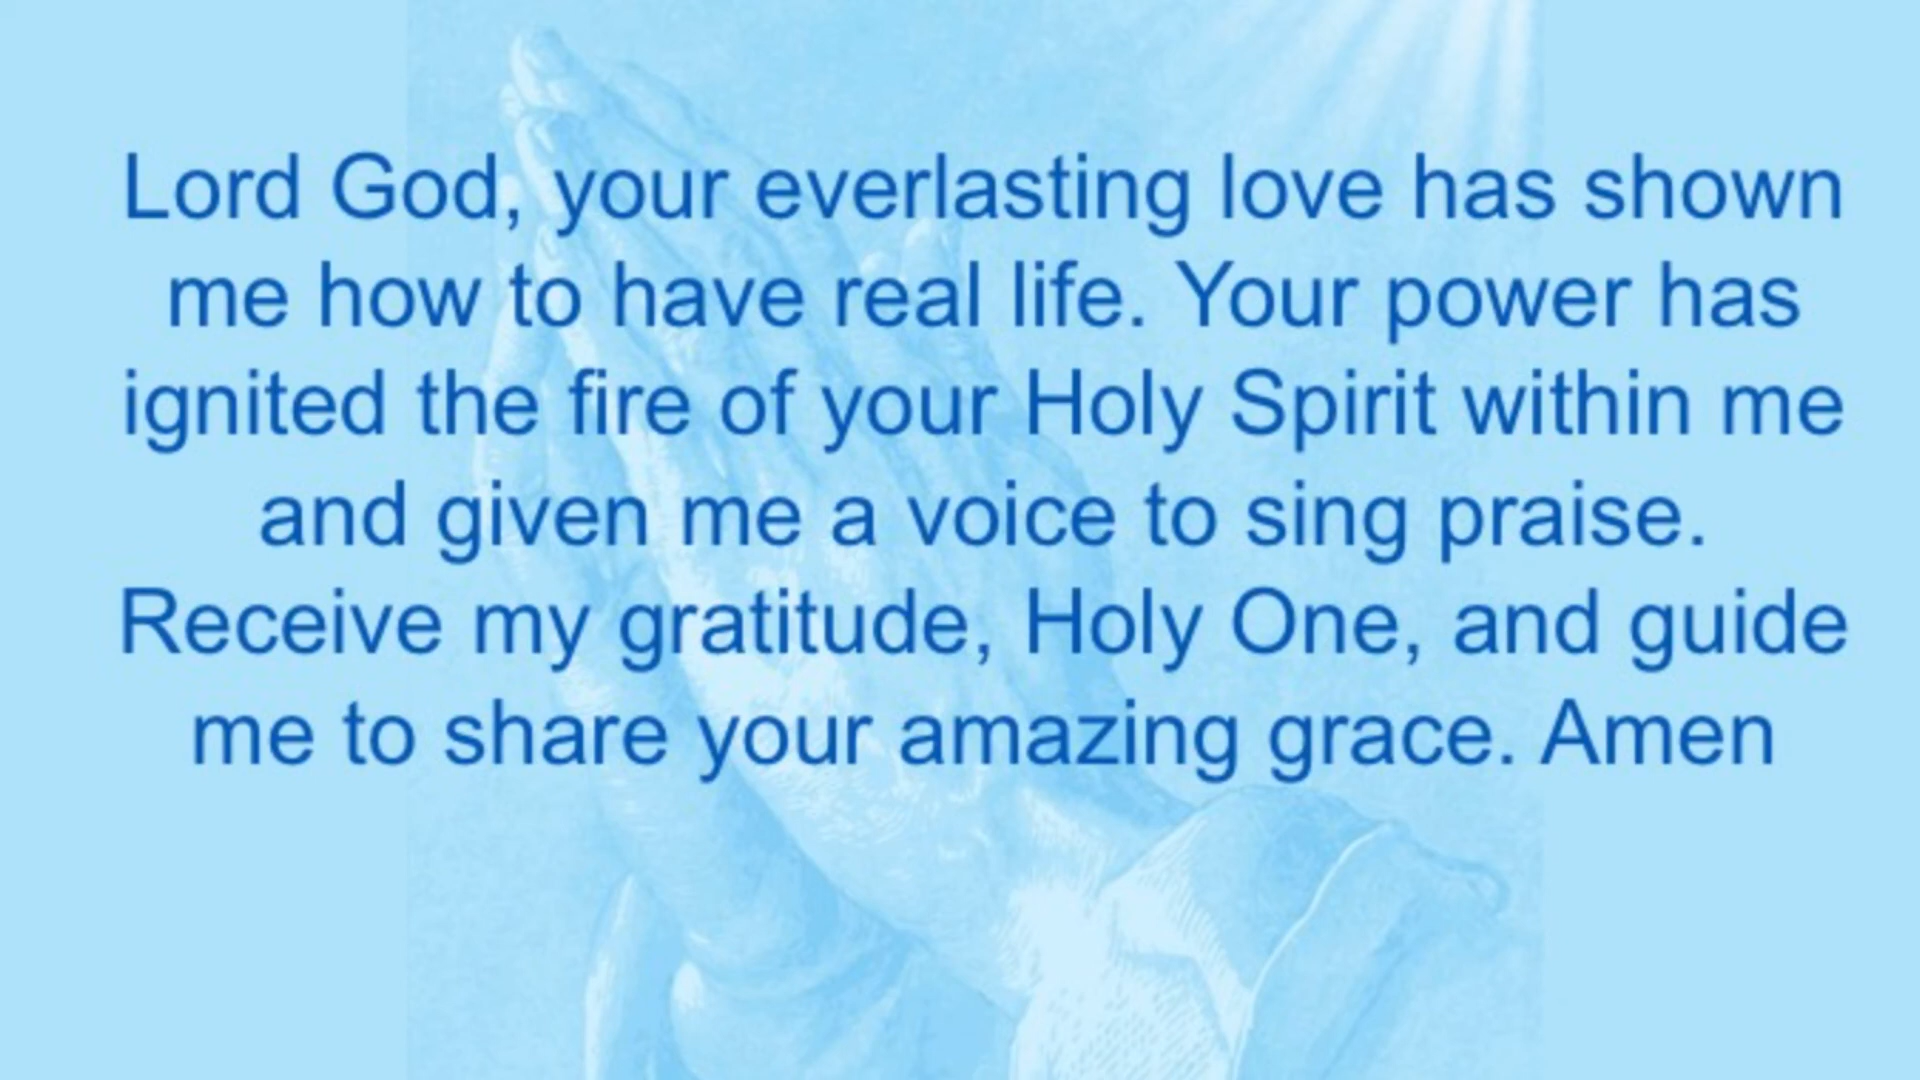 Lord God, your everlasting love has shown
me how to have real life. Your power has
ignited the fire of your Holy Spirit within me
and given me a voice to sing praise.
Receive my gratitude, Holy One, and guide
me to share your amazing grace. Amen